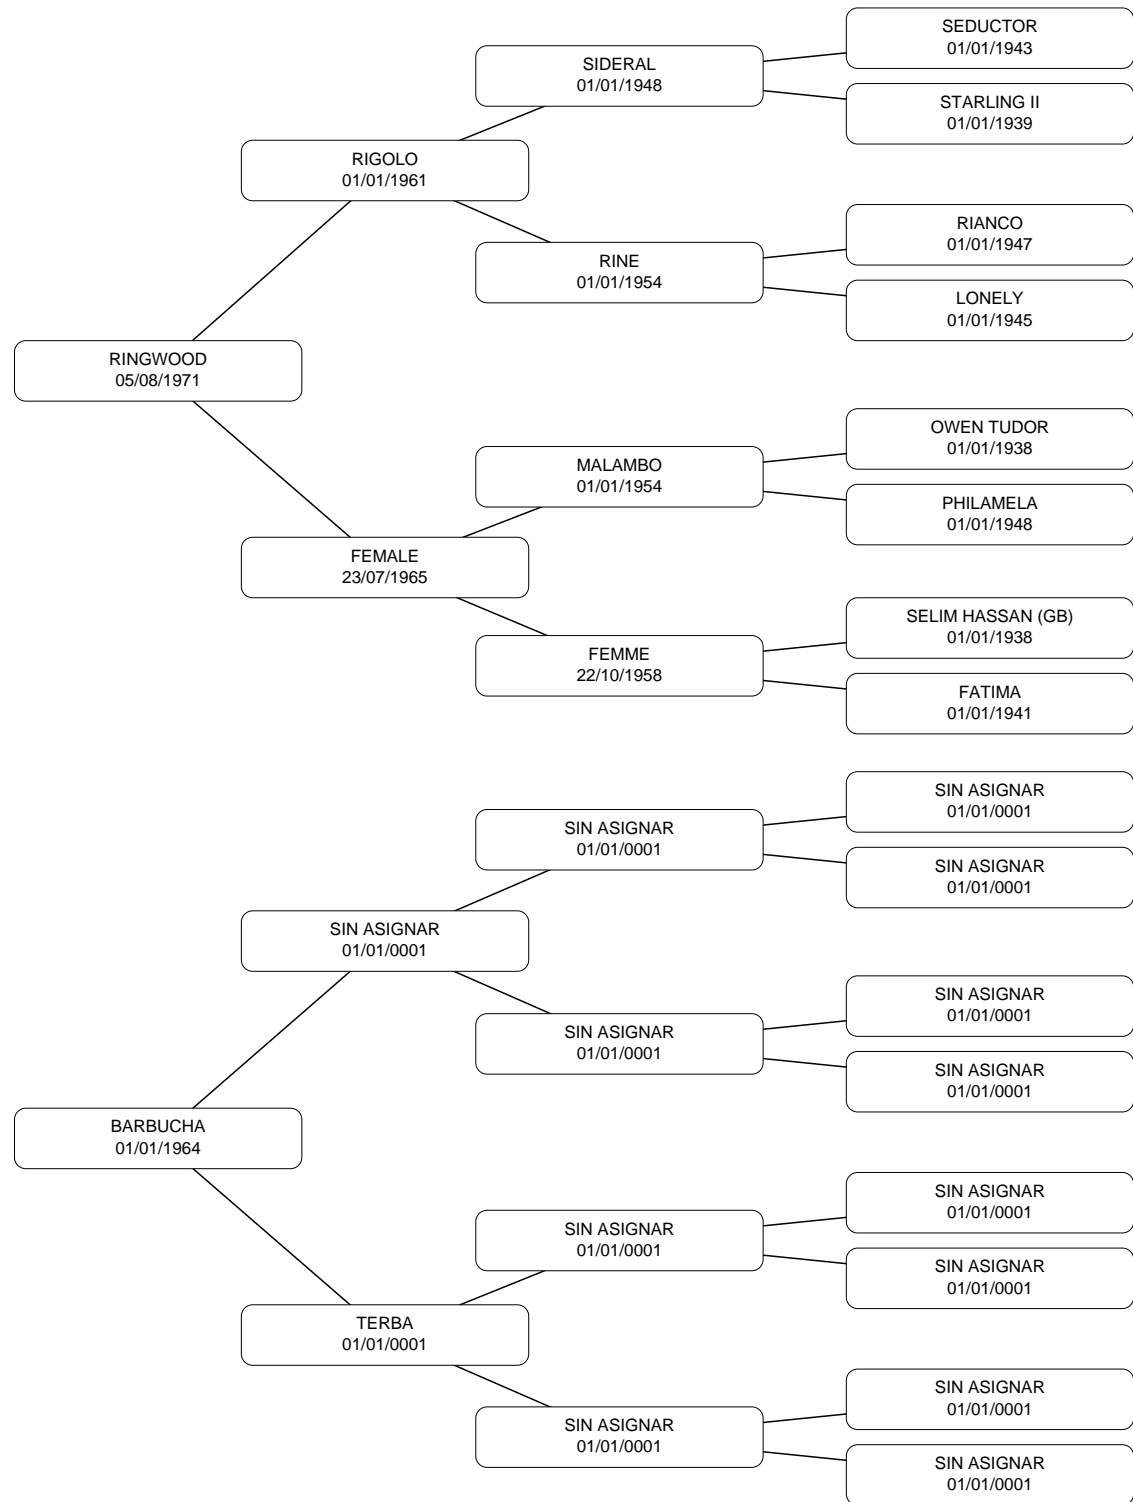 SEDUCTOR
01/01/1943
SIDERAL
01/01/1948
STARLING II
01/01/1939
RIGOLO
01/01/1961
RIANCO
01/01/1947
RINE
01/01/1954
LONELY
01/01/1945
RINGWOOD
05/08/1971
OWEN TUDOR
01/01/1938
MALAMBO
01/01/1954
PHILAMELA
01/01/1948
FEMALE
23/07/1965
SELIM HASSAN (GB)
01/01/1938
FEMME
22/10/1958
FATIMA
01/01/1941
SIN ASIGNAR
01/01/0001
SIN ASIGNAR
01/01/0001
SIN ASIGNAR
01/01/0001
SIN ASIGNAR
01/01/0001
SIN ASIGNAR
01/01/0001
SIN ASIGNAR
01/01/0001
SIN ASIGNAR
01/01/0001
BARBUCHA
01/01/1964
SIN ASIGNAR
01/01/0001
SIN ASIGNAR
01/01/0001
SIN ASIGNAR
01/01/0001
TERBA
01/01/0001
SIN ASIGNAR
01/01/0001
SIN ASIGNAR
01/01/0001
SIN ASIGNAR
01/01/0001